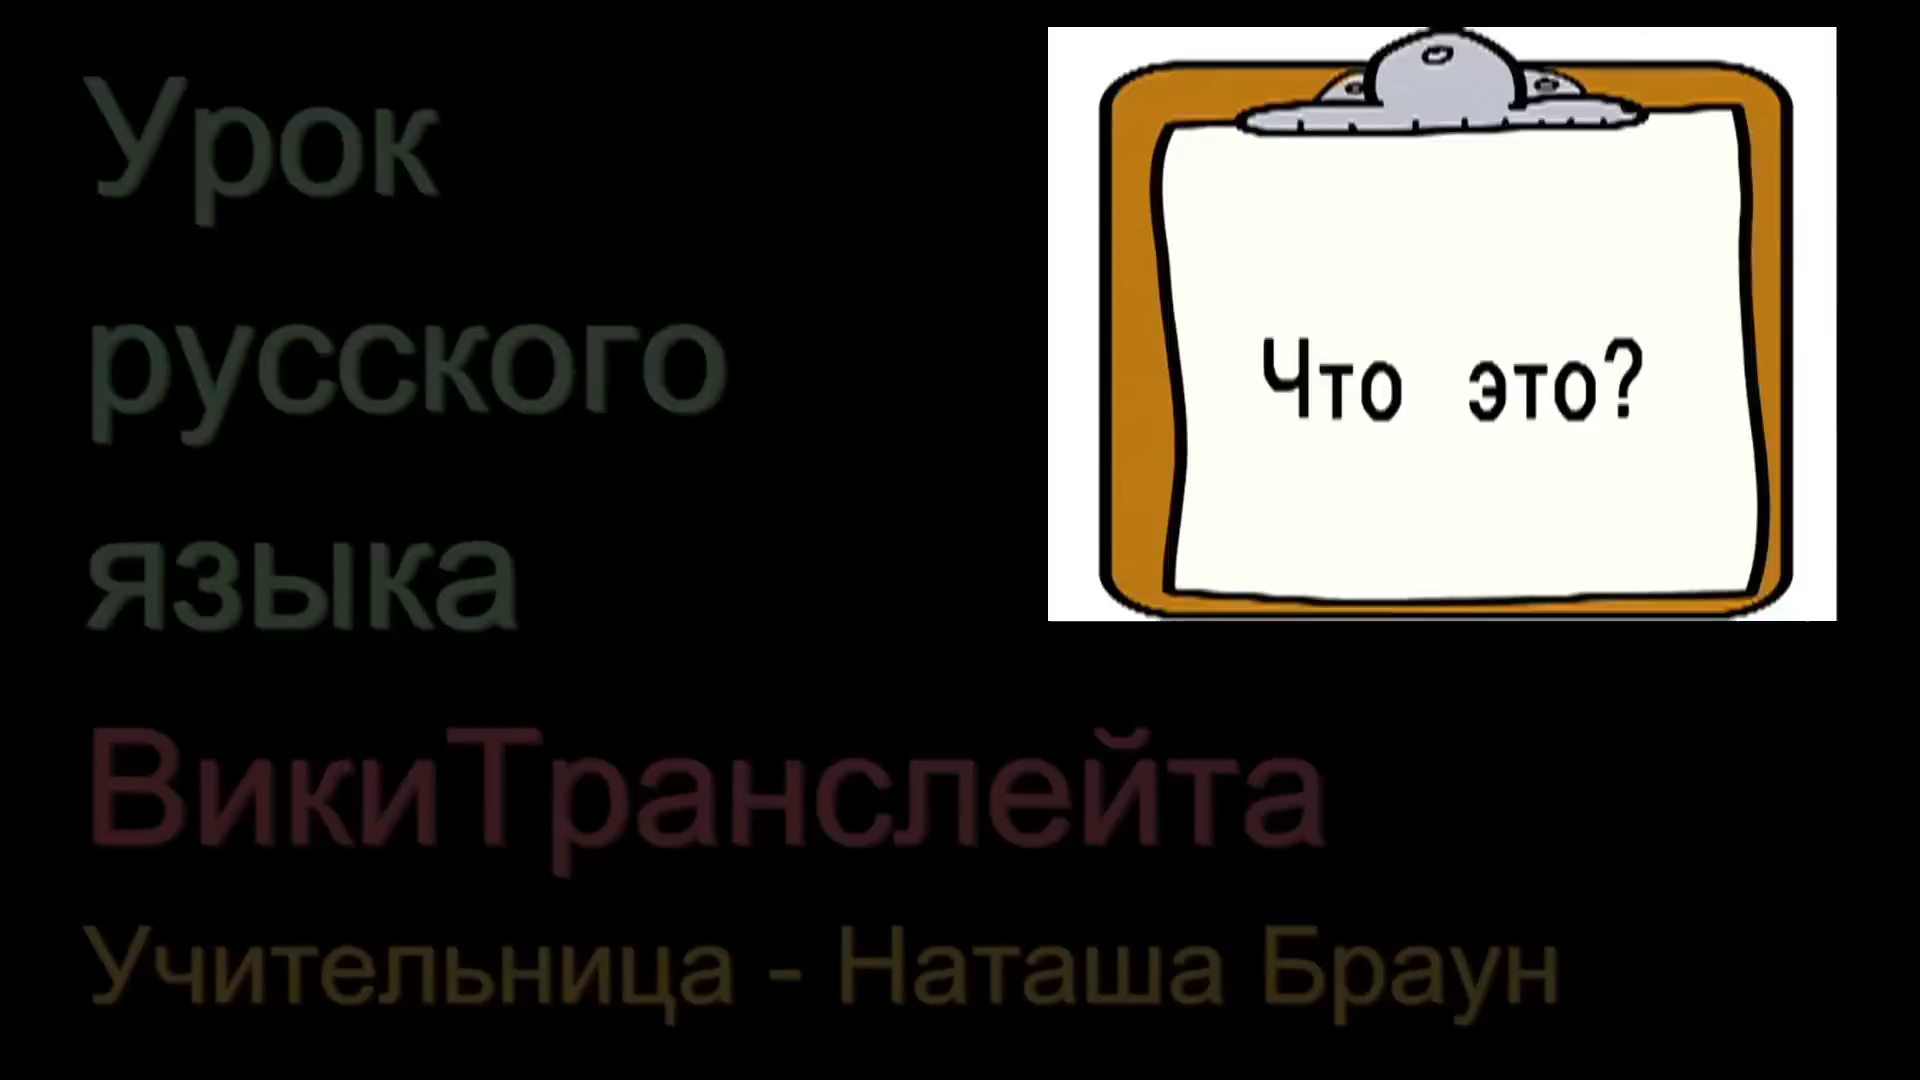 Урок
русского
языка
ВикиТранслейта
Учительница - Наташа Браун
Что это?